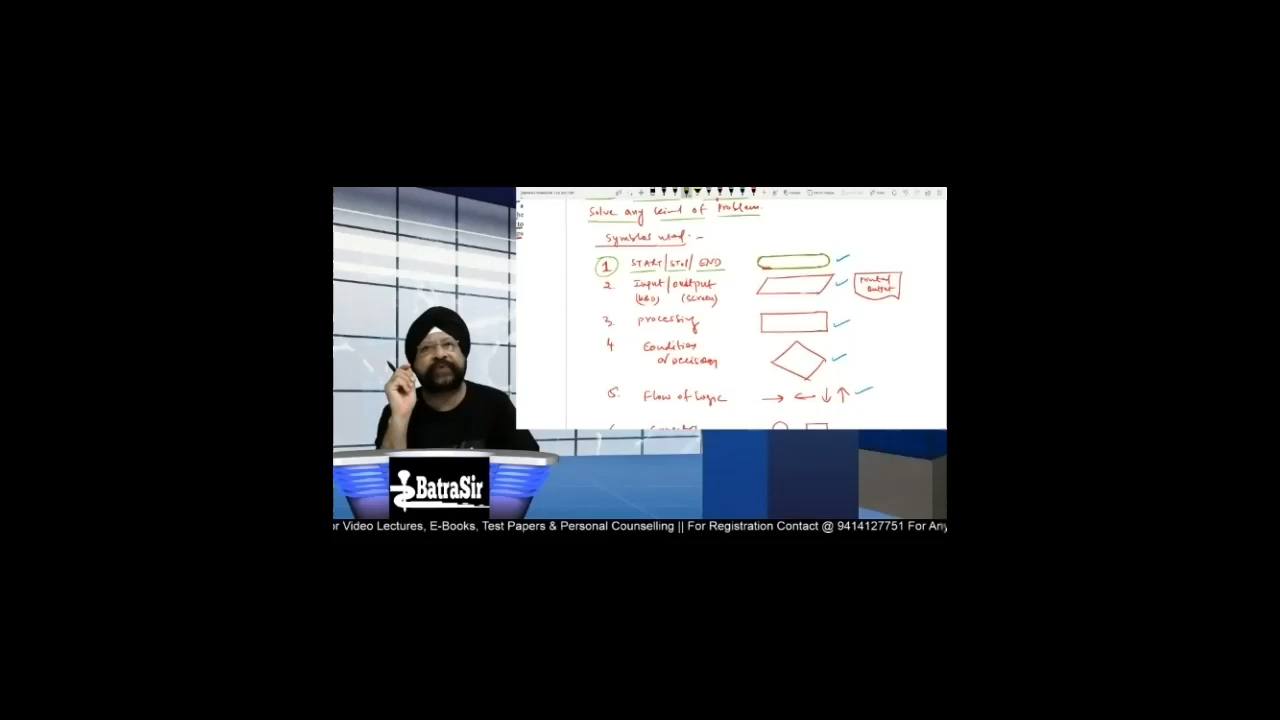 Solve any kind of Problem.
Symbols used :-
1 START/STOP/ END
2. Input/output
(KBD) (Screen)
Printed
Output
3. processing
4 Condition
or decision
5. Flow of Logic
→ ← ↓ ↑
BatraSir
or Video Lectures, E-Books, Test Papers & Personal Counselling || For Registration Contact @ 9414127751 For Any